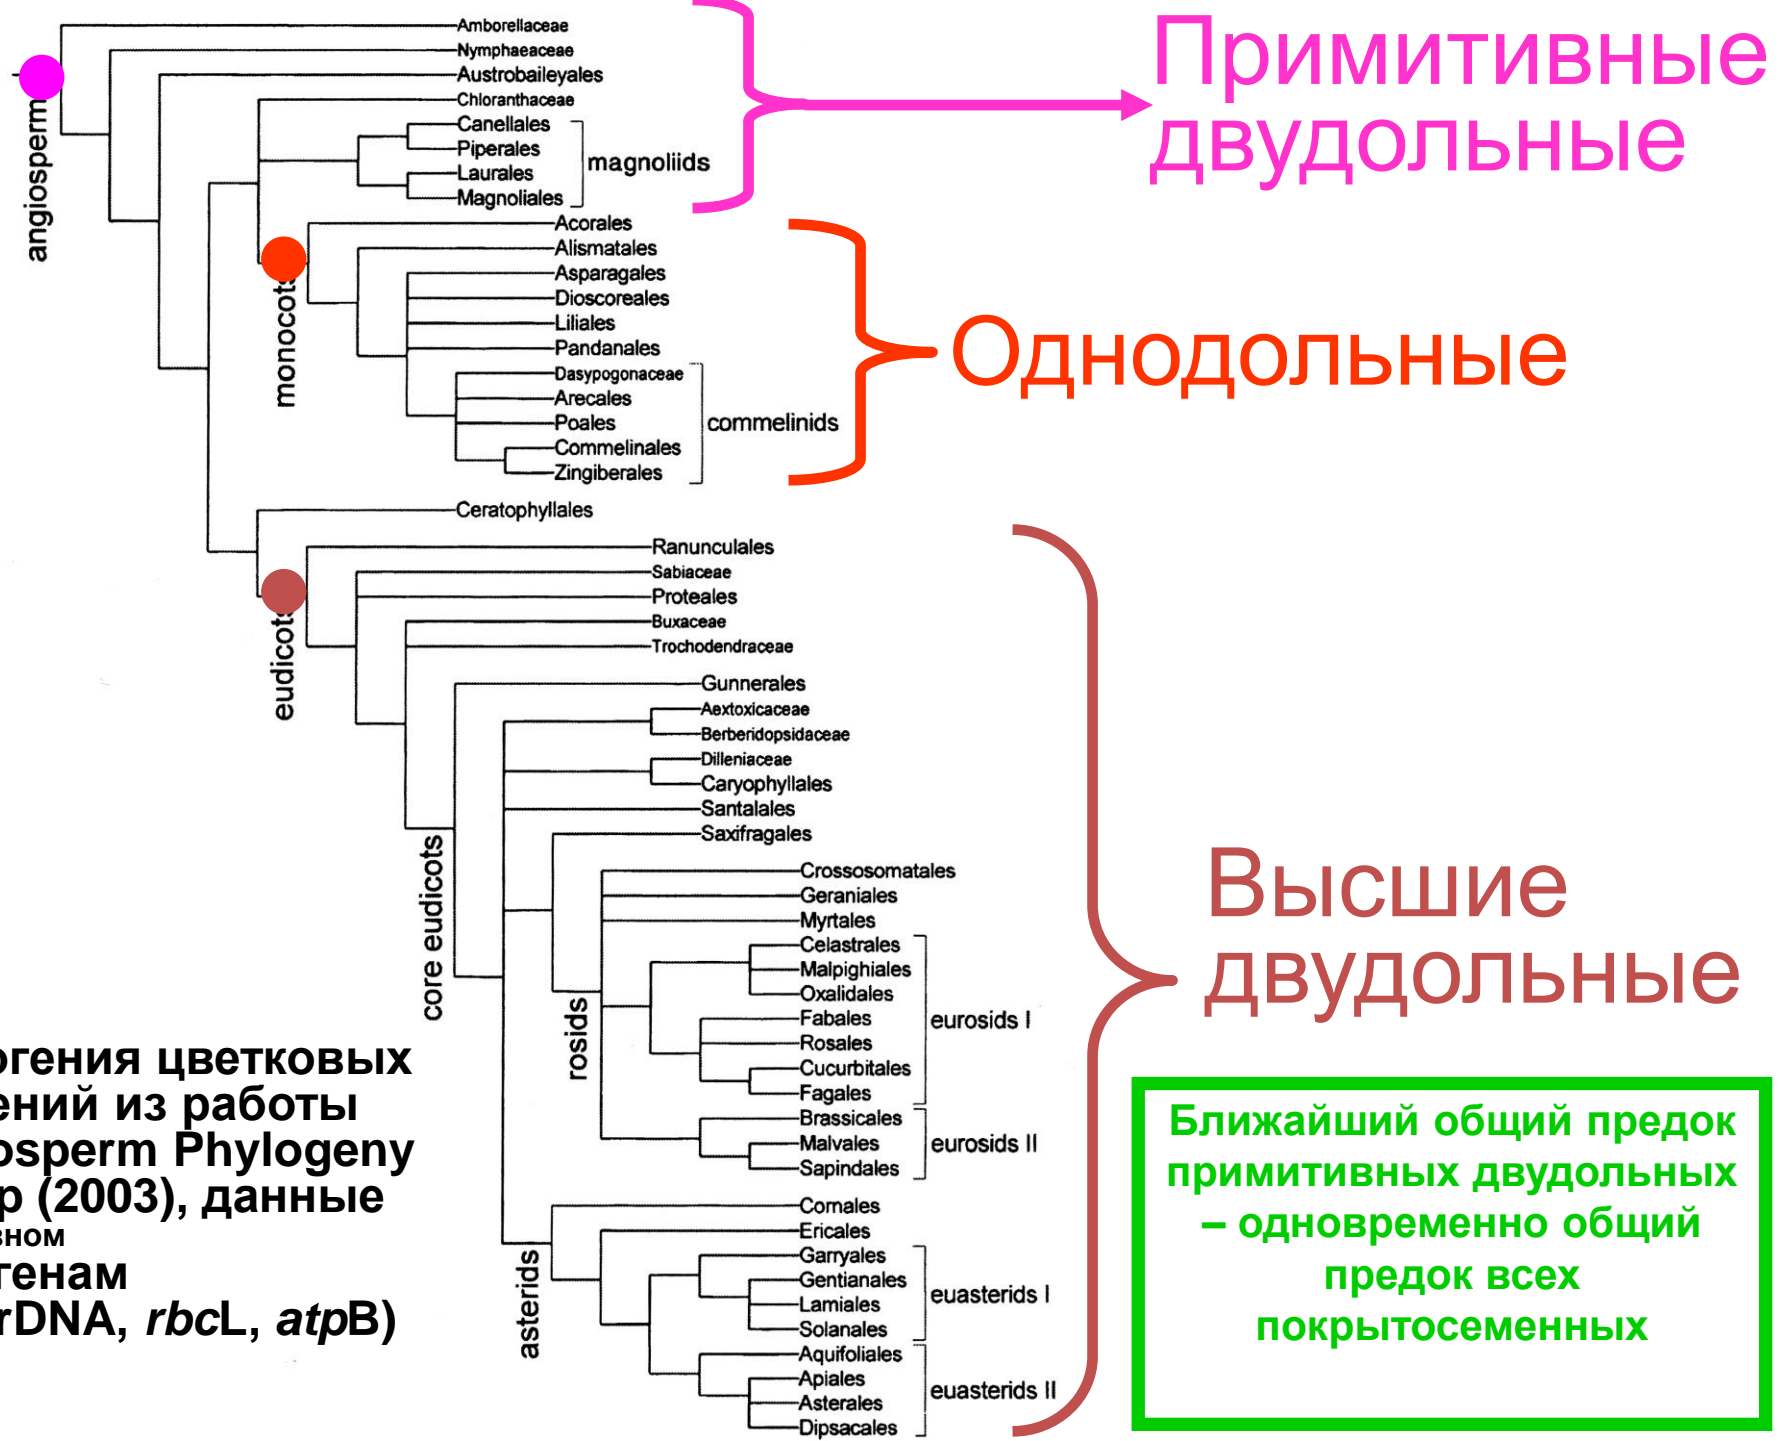 Amborellaceae
Nymphaeaceae
Austrobaileyales
Chloranthaceae
Canellales
Piperales
Laurales
Magnoliales
magnoliids
angiosperm
Примитивные
двудольные
Acorales
Alismatales
Asparagales
Dioscoreales
Liliales
Pandanales
Dasypogonaceae
Arecales
Poales
Commelinales
Zingiberales
commelinids
monocots
Однодольные
Ceratophyllales
Ranunculales
Sabiaceae
Proteales
Buxaceae
Trochodendraceae
eudicots
Gunnerales
Aextoxicaceae
Berberidopsidaceae
Dilleniaceae
Caryophyllales
Santalales
Saxifragales
core eudicots
Crossosomatales
Geraniales
Myrtales
Celastrales
Malpighiales
Oxalidales
Fabales
Rosales
Cucurbitales
Fagales
eurosids I
Brassicales
Malvales
Sapindales
eurosids II
rosids
Cornales
Ericales
Garryales
Gentianales
Lamiales
Solanales
euasterids I
Aquifoliales
Apiales
Asterales
Dipsacales
euasterids II
asterids
Высшие
двудольные
огения цветковых
ений из работы
osperm Phylogeny
p (2003), данные
вном
генам
rDNA, rbcL, atpB)
Ближайший общий предок
примитивных двудольных
– одновременно общий
предок всех
покрытосеменных